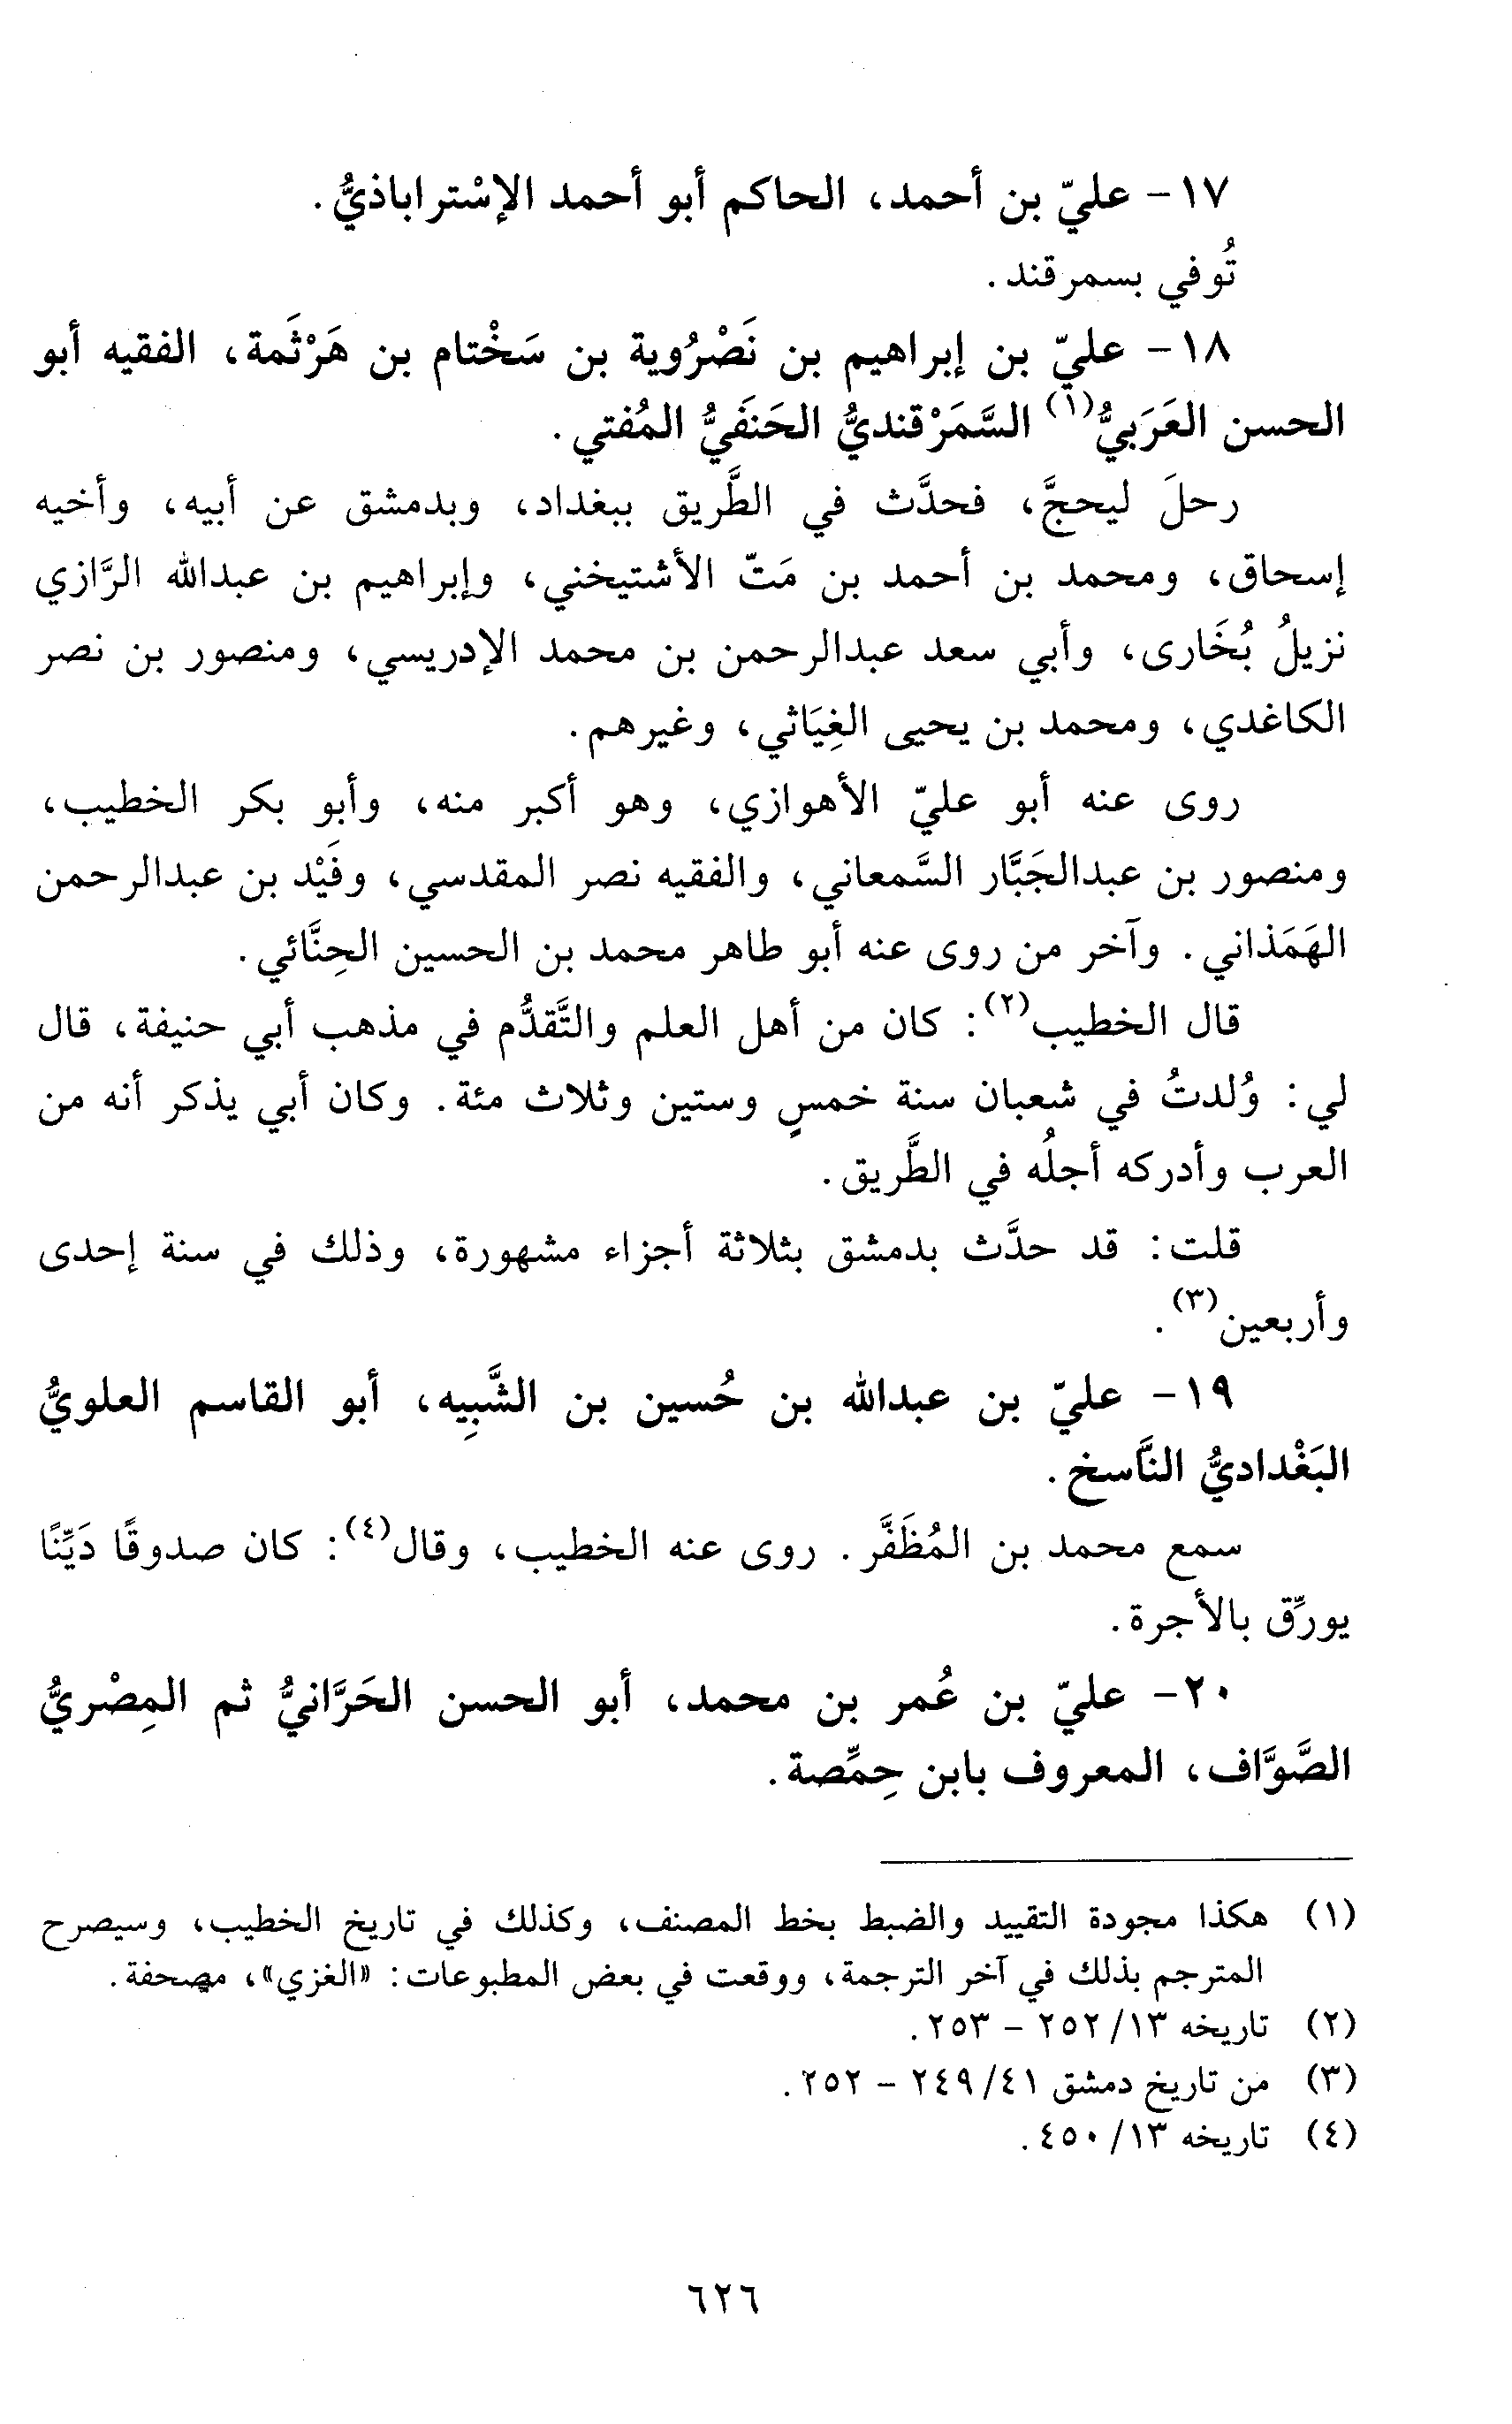 ١٧- عليّ بن أحمد، الحاكم أبو أحمد الإسْتراباذيُّ.
تُوفي بسمرقند.
١٨- عليّ بن إبراهيم بن نَصْرُوية بن سَخْتام بن هَرْثَمة، الفقيه أبو
الحسن العَرَبيُّ(١) السَّمَرْقنديُّ الحَنفَيُّ المُفتي.
رحلَ ليحجَّ، فحدَّث في الطَّريق ببغداد، وبدمشق عن أبيه، وأخيه
إسحاق، ومحمد بن أحمد بن مَتّ الأشتيخني، وإبراهيم بن عبدالله الرَّازي
نزيلُ بُخَارى، وأبي سعد عبدالرحمن بن محمد الإدريسي، ومنصور بن نصر
الكاغدي، ومحمد بن يحيى الغِيَاثي، وغيرهم.
روى عنه أبو عليّ الأهوازي، وهو أكبر منه، وأبو بكر الخطيب،
ومنصور بن عبدالجَبَّار السَّمعاني، والفقيه نصر المقدسي، وفَيْد بن عبدالرحمن
الهَمَذاني. وآخر من روى عنه أبو طاهر محمد بن الحسين الحِنَّائي.
قال الخطيب(٢): كان من أهل العلم والتَّقدُّم في مذهب أبي حنيفة، قال
لي: وُلدتُ في شعبان سنة خمسٍ وستين وثلاث مئة. وكان أبي يذكر أنه من
العرب وأدركه أجلُه في الطَّريق.
قلت: قد حدَّث بدمشق بثلاثة أجزاء مشهورة، وذلك في سنة إحدى
وأربعين(٣).
١٩- عليّ بن عبدالله بن حُسين بن الشَّبِيه، أبو القاسم العلويُّ
البَغْداديُّ النَّاسخ.
سمع محمد بن المُظَفَّر. روى عنه الخطيب، وقال(٤): كان صدوقًا دَيِّنًا
يورِّق بالأجرة.
٢٠- عليّ بن عُمر بن محمد، أبو الحسن الحَرَّانيُّ ثم المِصْريُّ
الصَّوَّاف، المعروف بابن حِمِّصة.
(١) هكذا مجودة التقييد والضبط بخط المصنف، وكذلك في تاريخ الخطيب، وسيصرح
المترجم بذلك في آخر الترجمة، ووقعت في بعض المطبوعات: «الغزي»، مصحفة.
(٢) تاريخه ١٣/ ٢٥٢ - ٢٥٣.
(٣) من تاريخ دمشق ٤١/ ٢٤٩ - ٢٥٢.
(٤) تاريخه ١٣/ ٤٥٠.
٦٢٦